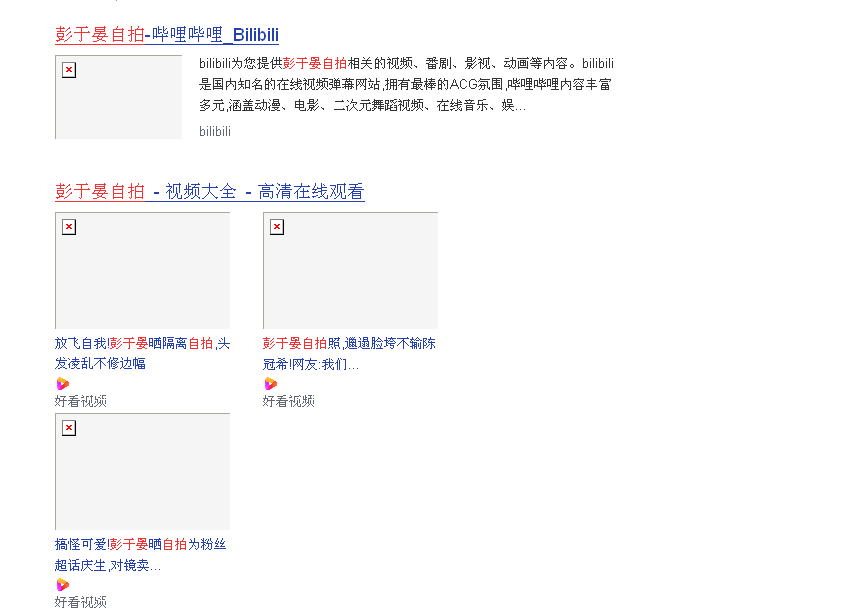 彭于晏自拍-哔哩哔哩_Bilibili
bilibili为您提供彭于晏自拍相关的视频、番剧、影视、动画等内容。bilibili
是国内知名的在线视频弹幕网站,拥有最棒的ACG氛围,哔哩哔哩内容丰富
多元,涵盖动漫、电影、二次元舞蹈视频、在线音乐、娱...
bilibili
彭于晏自拍 - 视频大全 - 高清在线观看
放飞自我!彭于晏晒隔离自拍,头
发凌乱不修边幅
好看视频
彭于晏自拍照,邋遢脸垮不输陈
冠希!网友:我们...
好看视频
搞怪可爱!彭于晏晒自拍为粉丝
超话庆生,对镜卖...
好看视频